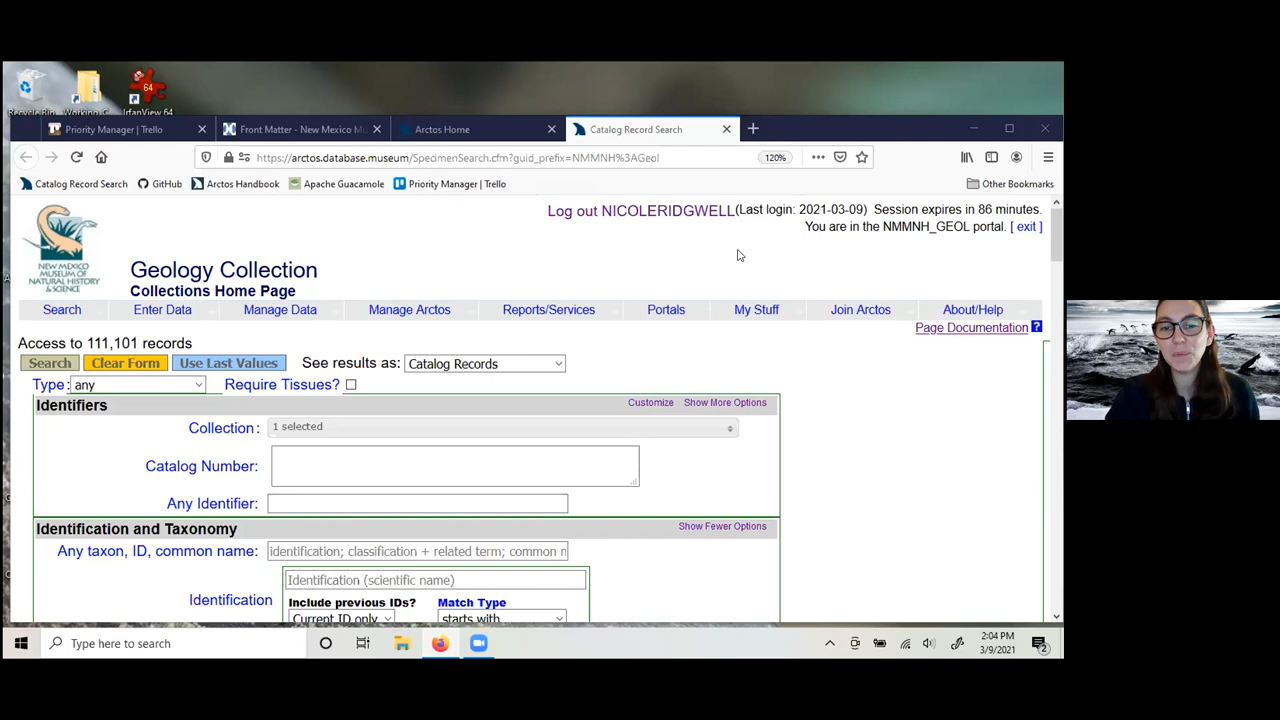 64
Recycle Bin
IrfanView 64
Priority Manager | Trello
Front Matter - New Mexico Mu
Arctos Home
Catalog Record Search
https://arctos.database.museum/SpecimenSearch.cfm?guid_prefix=NMMNH%3AGeol
120%
Catalog Record Search
GitHub
Arctos Handbook
Apache Guacamole
Priority Manager | Trello
Other Bookmarks
Log out NICOLERIDGWELL(Last login: 2021-03-09) Session expires in 86 minutes.
You are in the NMMNH_GEOL portal. [ exit ]
NEW MEXICO
MUSEUM OF
NATURAL HISTORY
& SCIENCE
Geology Collection
Collections Home Page
Search
Enter Data
Manage Data
Manage Arctos
Reports/Services
Portals
My Stuff
Join Arctos
About/Help
Page Documentation ?
Access to 111,101 records
Search
Clear Form
Use Last Values
See results as: Catalog Records
Type: any
Require Tissues?
Identifiers
Customize
Show More Options
Collection: 1 selected
Catalog Number:
Any Identifier:
Identification and Taxonomy
Show Fewer Options
Any taxon, ID, common name: identification; classification + related term; common n
Identification (scientific name)
Identification
Include previous IDs?
Match Type
Current ID only
starts with
Type here to search
2:04 PM
3/9/2021
2